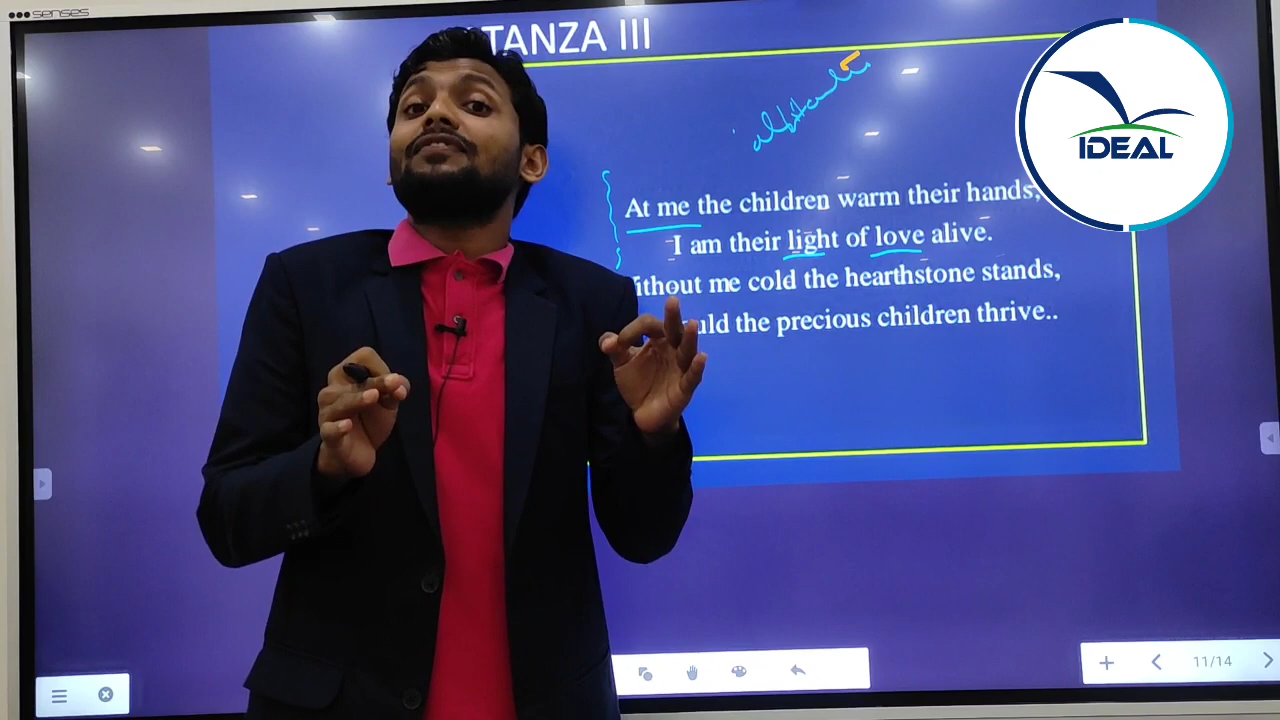 senses
TANZA III
IDEAL
At me the children warm their hands,
I am their light of love alive.
ithout me cold the hearthstone stands,
uld the precious children thrive..
11/14